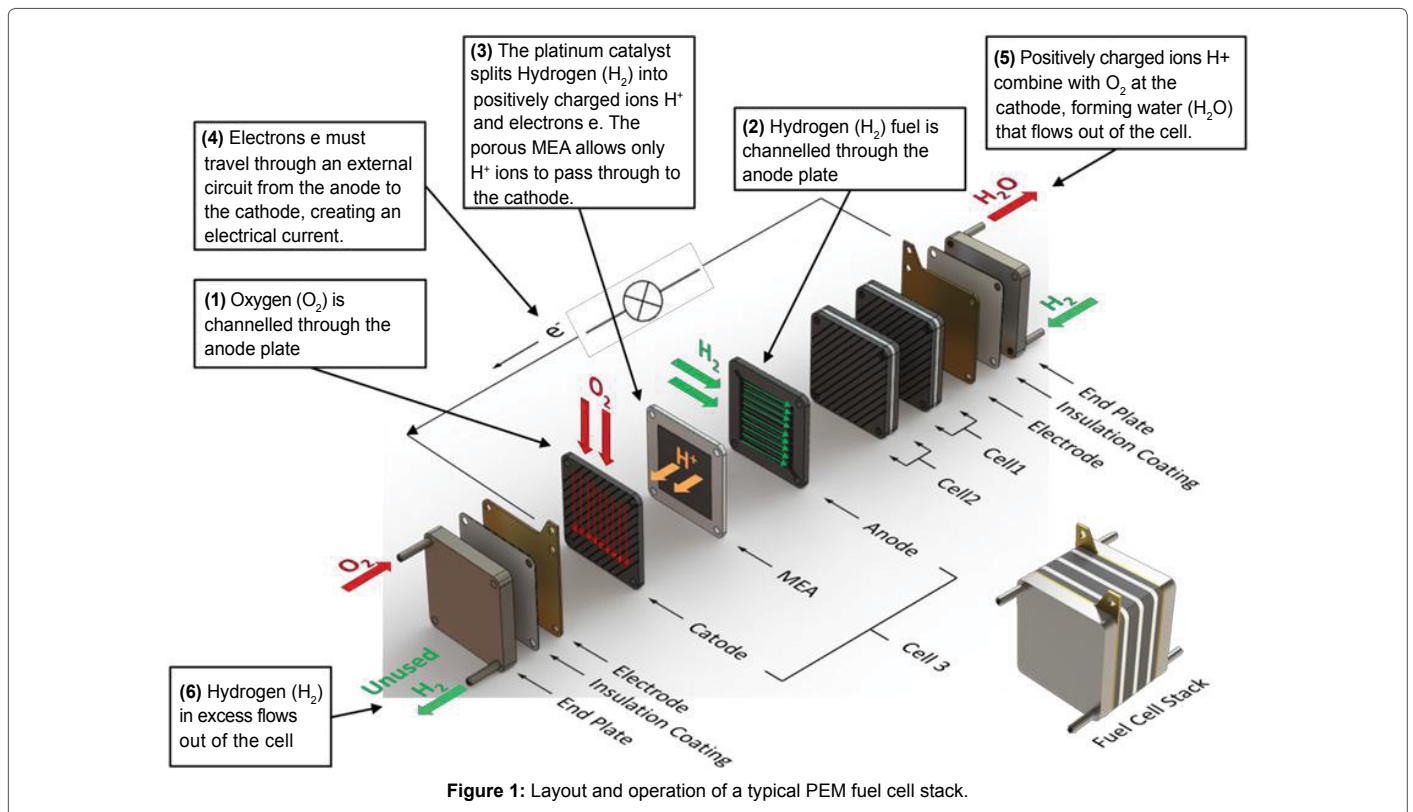 (3) The platinum catalyst
splits Hydrogen (H₂) into
positively charged ions H⁺
and electrons e. The
porous MEA allows only
H⁺ ions to pass through to
the cathode.
(5) Positively charged ions H+
combine with O₂ at the
cathode, forming water (H₂O)
that flows out of the cell.
(4) Electrons e must
travel through an external
circuit from the anode to
the cathode, creating an
electrical current.
(2) Hydrogen (H₂) fuel is
channelled through the
anode plate
(1) Oxygen (O₂) is
channelled through the
anode plate
H₂O
H₂
e⁻
H₂
O₂
H⁺
End Plate
Insulation Coating
Electrode
Cell1
Cell2
Anode
MEA
Catode
Cell 3
O₂
Unused
H₂
Electrode
Insulation Coating
End Plate
Fuel Cell Stack
(6) Hydrogen (H₂)
in excess flows
out of the cell
Figure 1: Layout and operation of a typical PEM fuel cell stack.